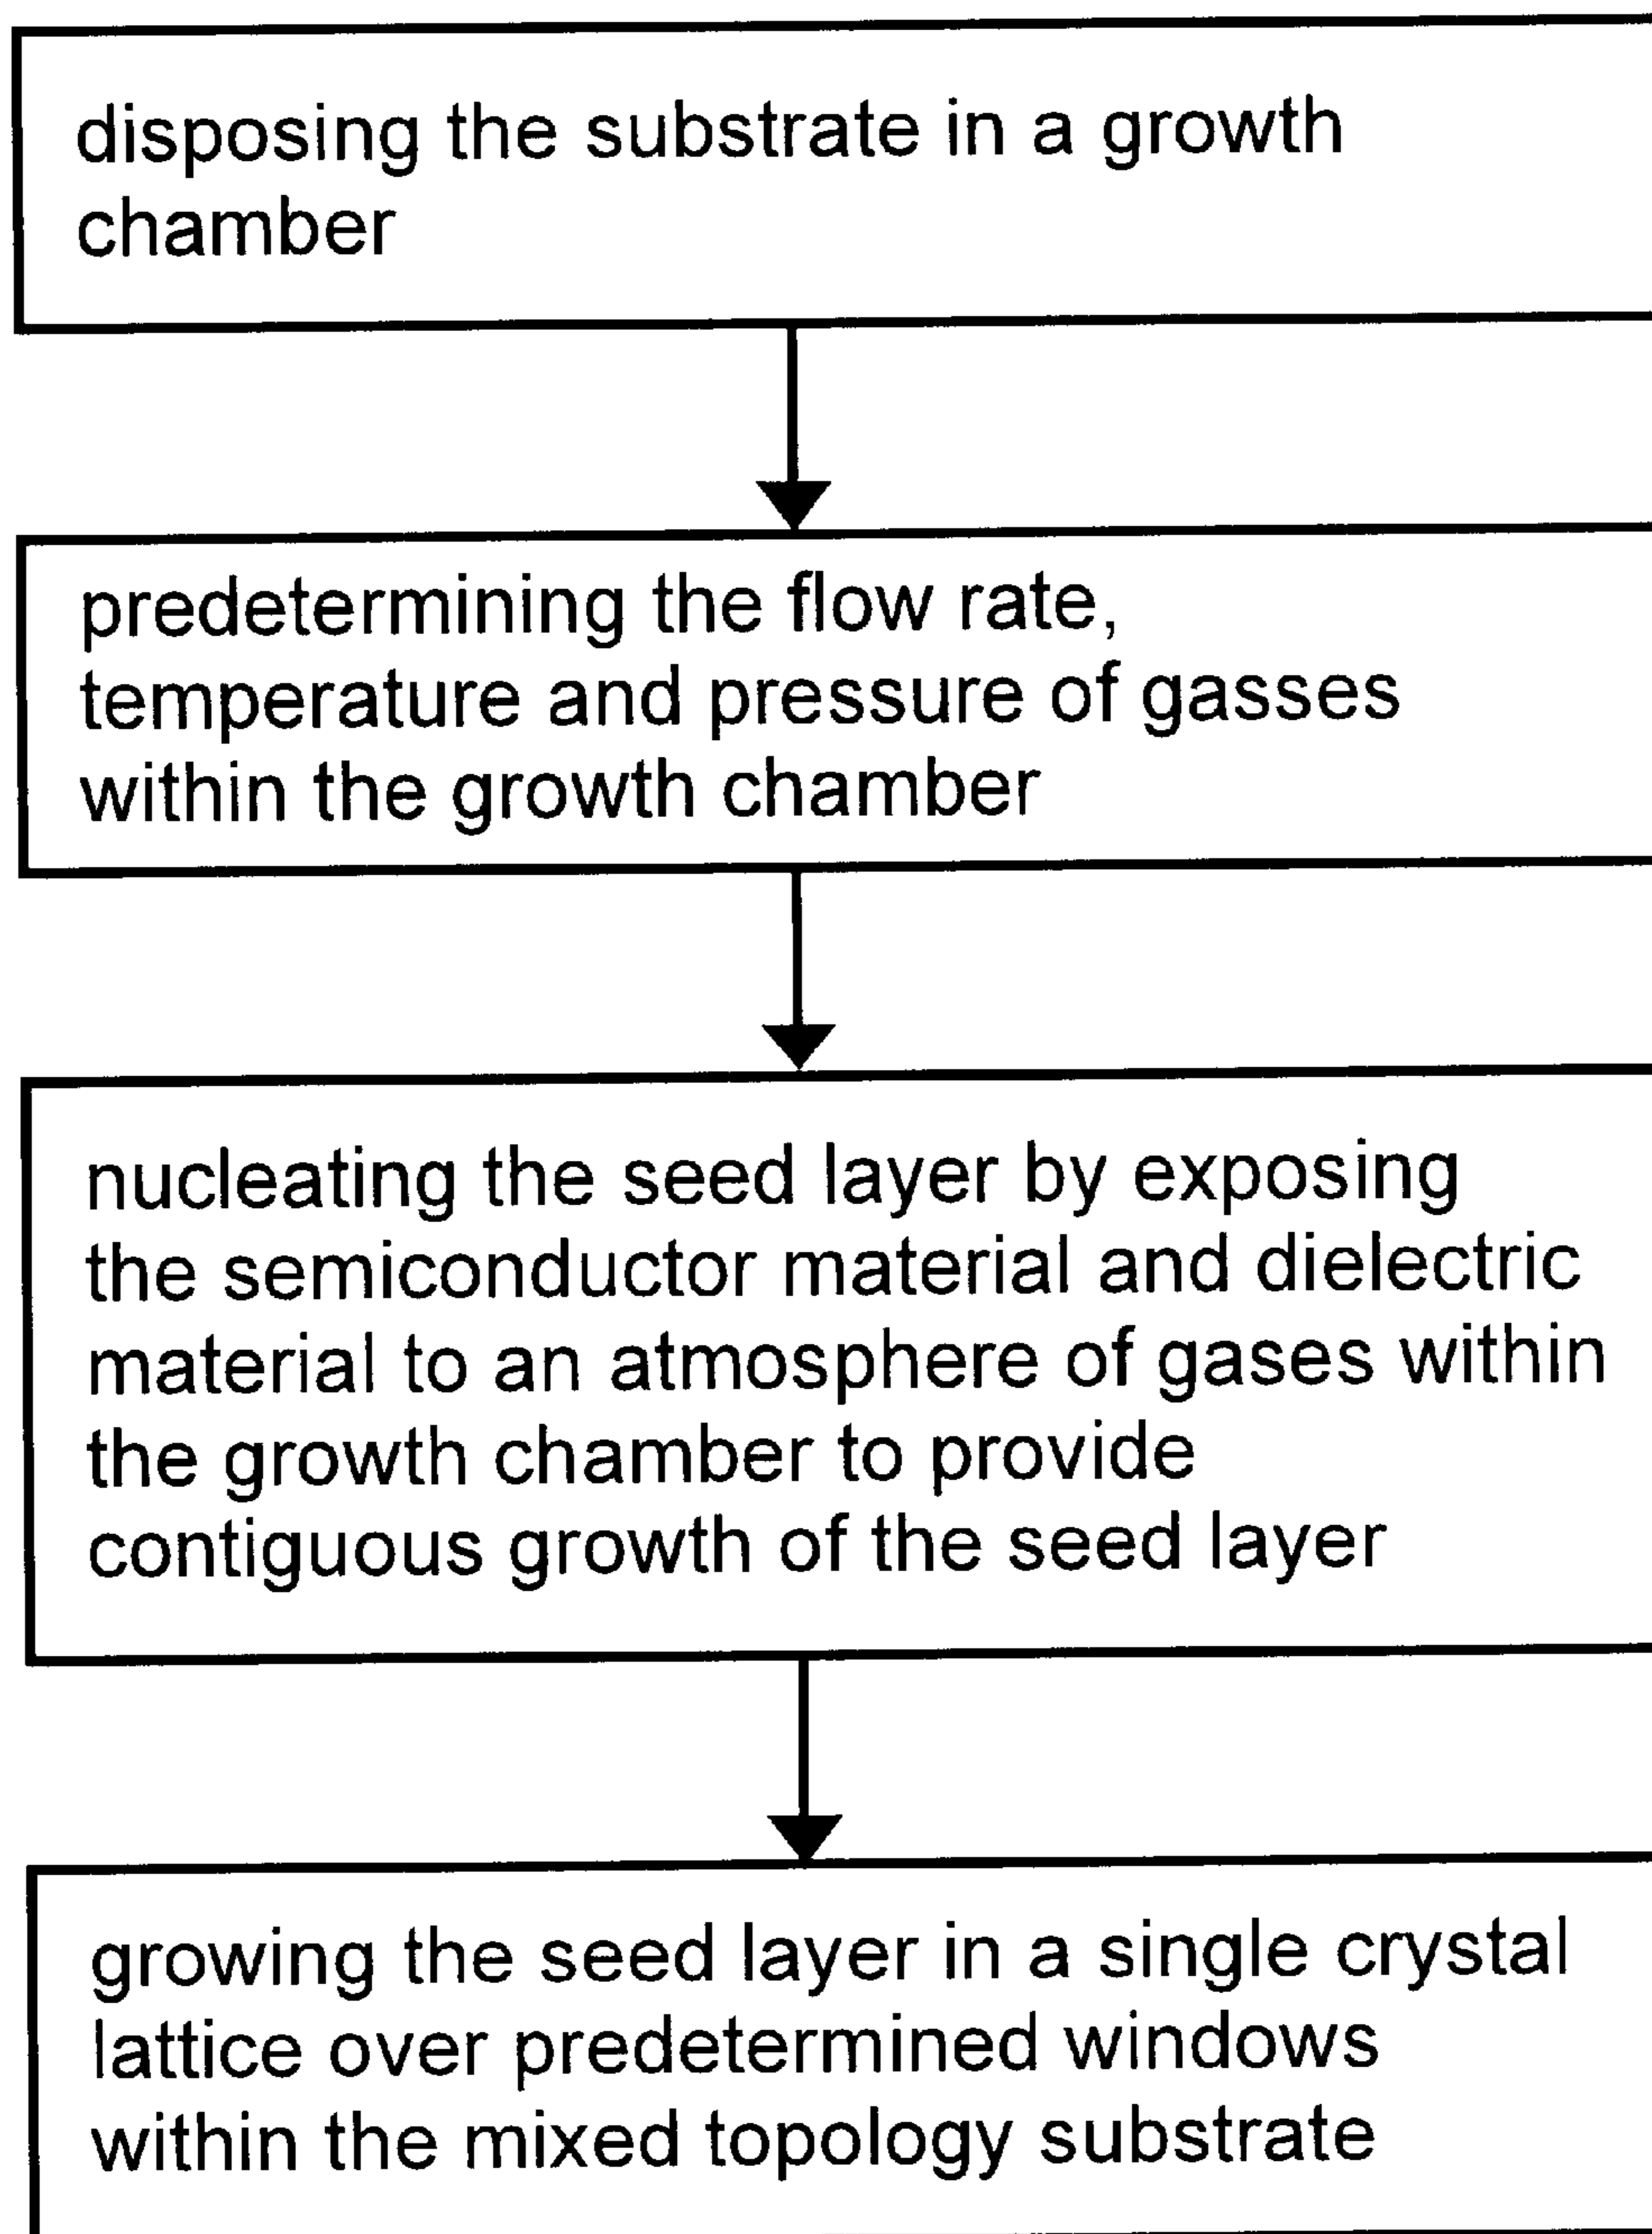 disposing the substrate in a growth
chamber
predetermining the flow rate,
temperature and pressure of gasses
within the growth chamber
nucleating the seed layer by exposing
the semiconductor material and dielectric
material to an atmosphere of gases within
the growth chamber to provide
contiguous growth of the seed layer
growing the seed layer in a single crystal
lattice over predetermined windows
within the mixed topology substrate